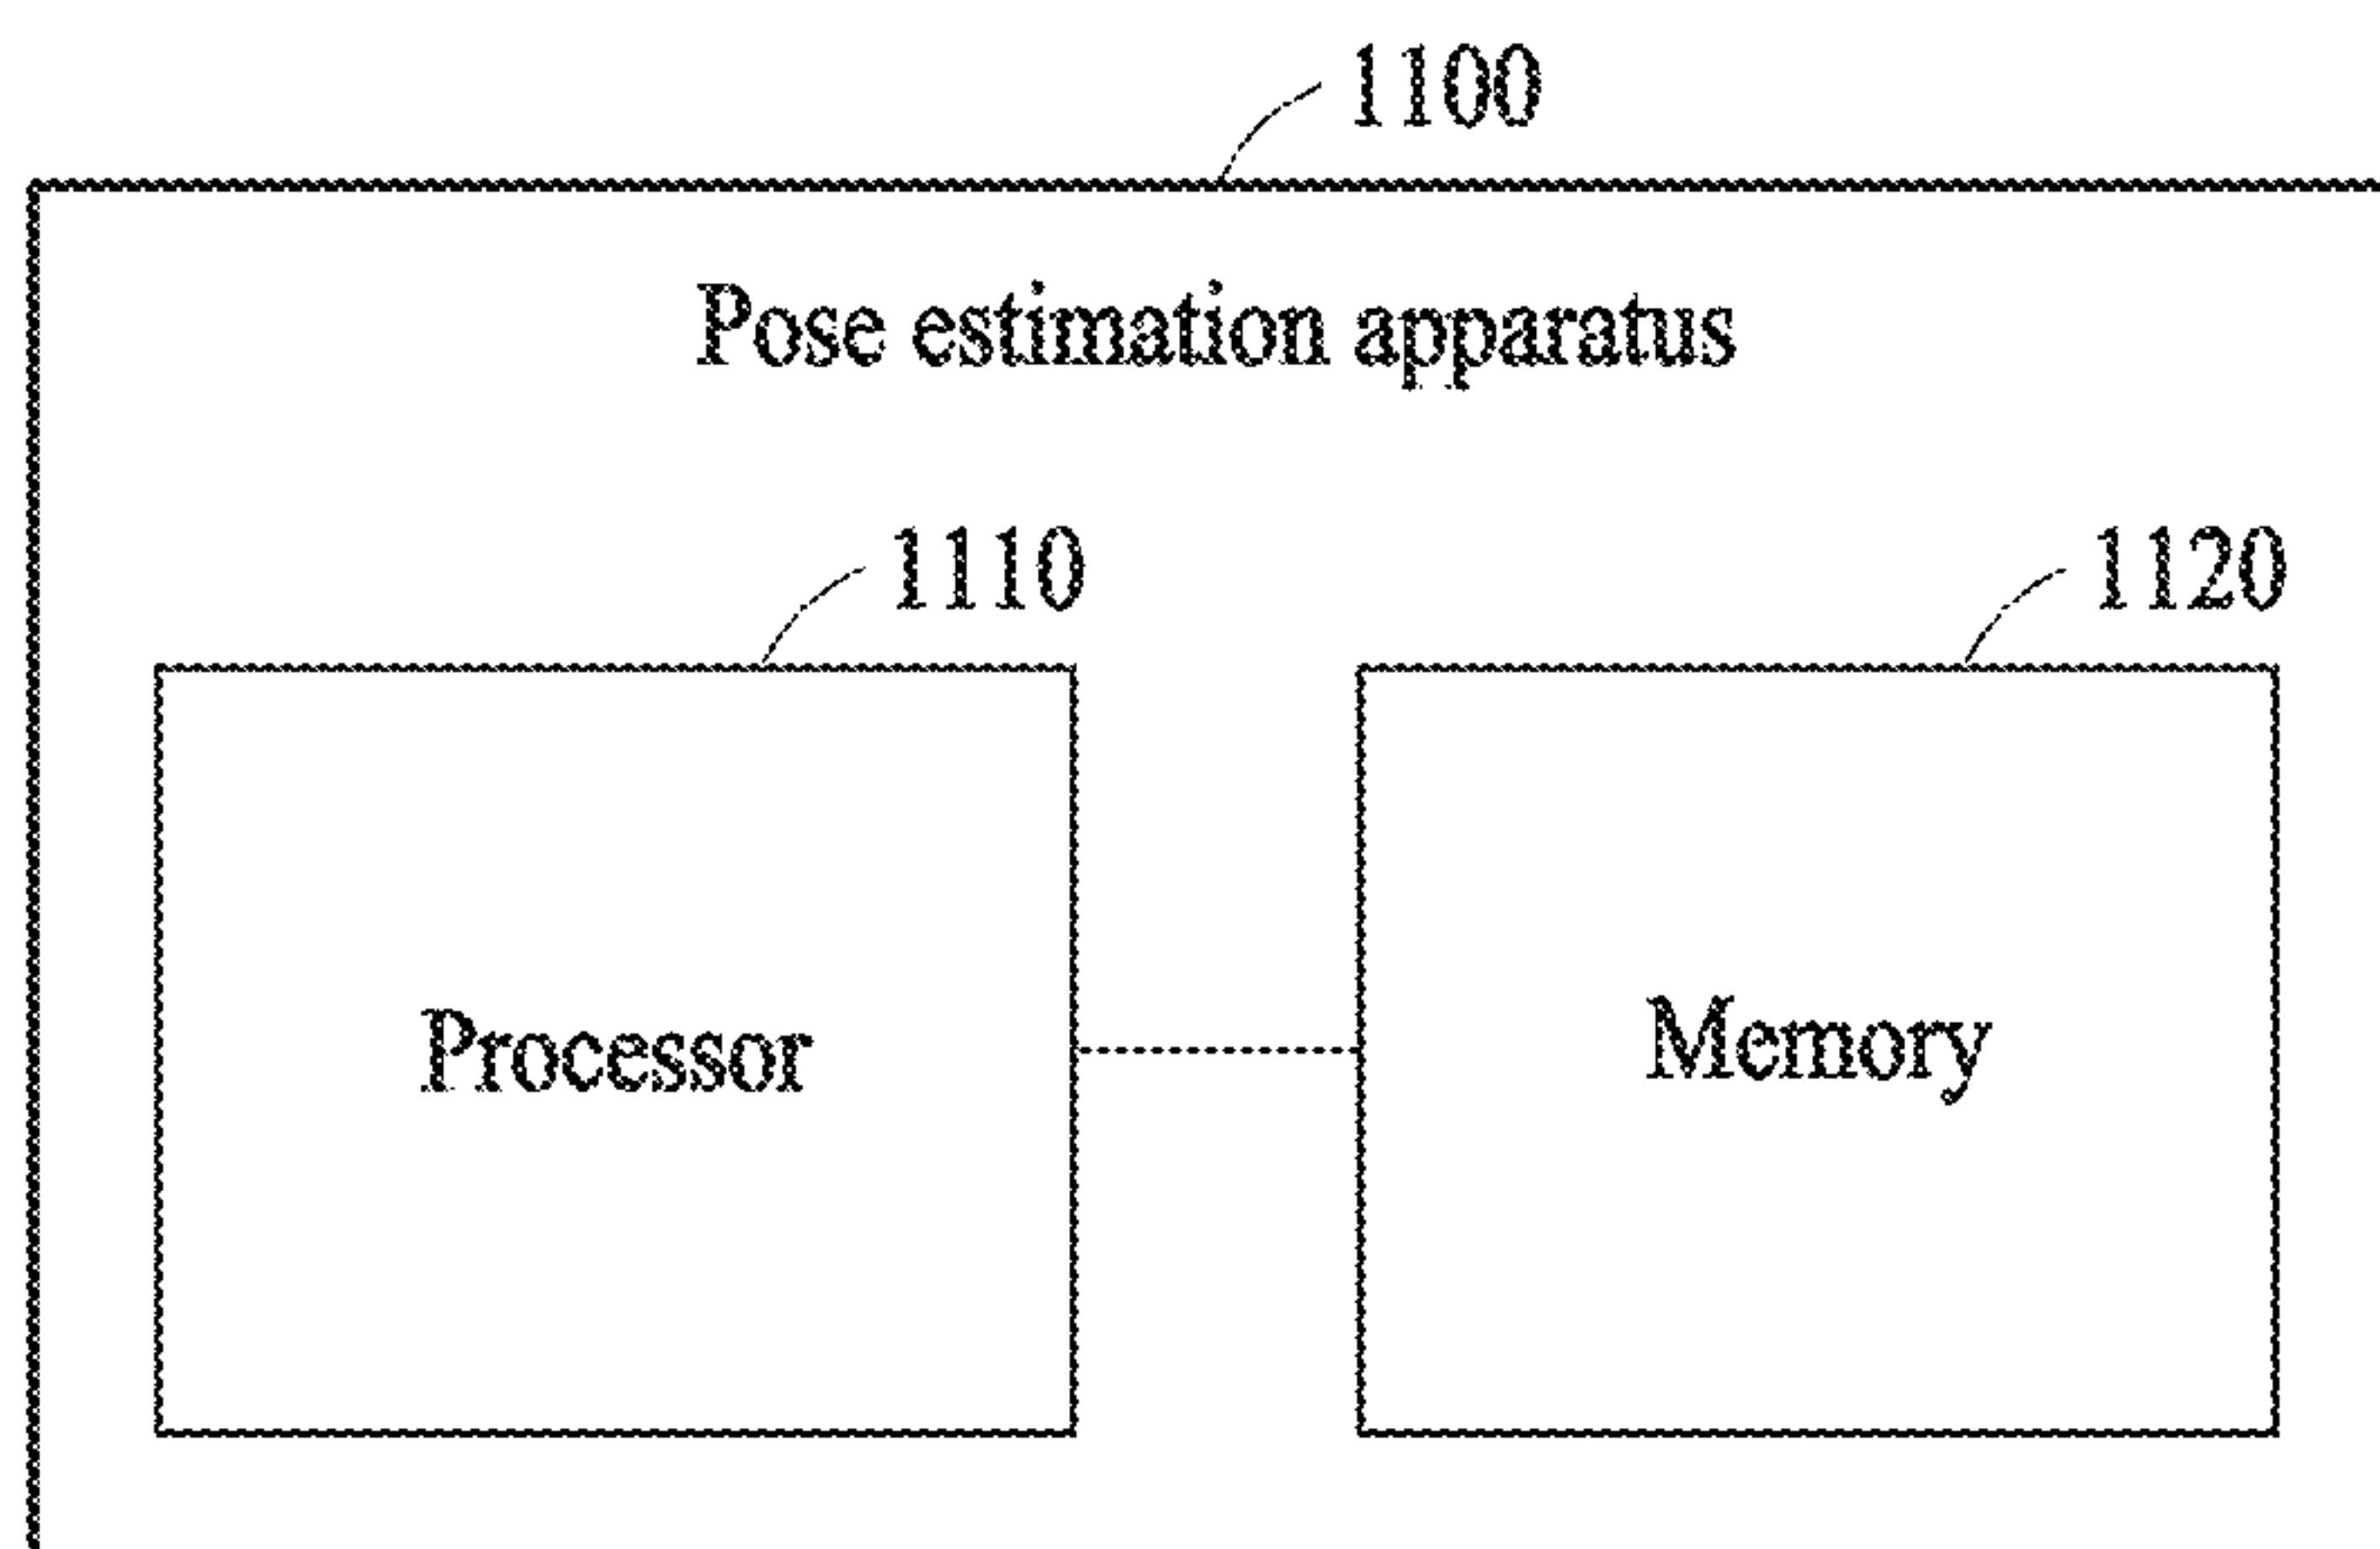 1100
Pose estimation apparatus
1110
1120
Processor
Memory